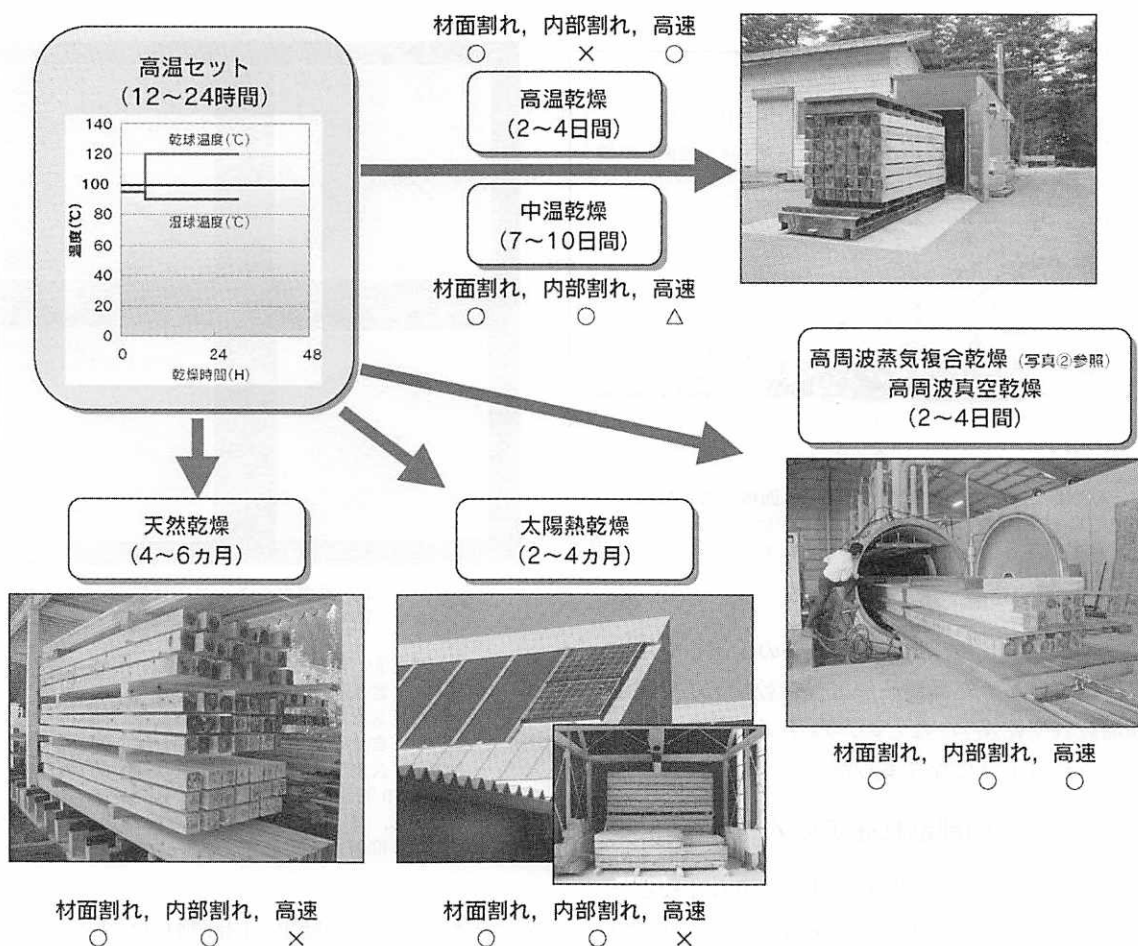 高温セット
(12〜24時間)
140
120
100
80
60
40
20
0
温度(℃)
乾球温度(℃)
湿球温度(℃)
0 24 48
乾燥時間(H)
材面割れ, 内部割れ, 高速
○ × ○
高温乾燥
(2〜4日間)
中温乾燥
(7〜10日間)
材面割れ, 内部割れ, 高速
○ ○ △
高周波蒸気複合乾燥 (写真②参照)
高周波真空乾燥
(2〜4日間)
材面割れ, 内部割れ, 高速
○ ○ ○
天然乾燥
(4〜6ヵ月)
材面割れ, 内部割れ, 高速
○ ○ ×
太陽熱乾燥
(2〜4ヵ月)
材面割れ, 内部割れ, 高速
○ ○ ×